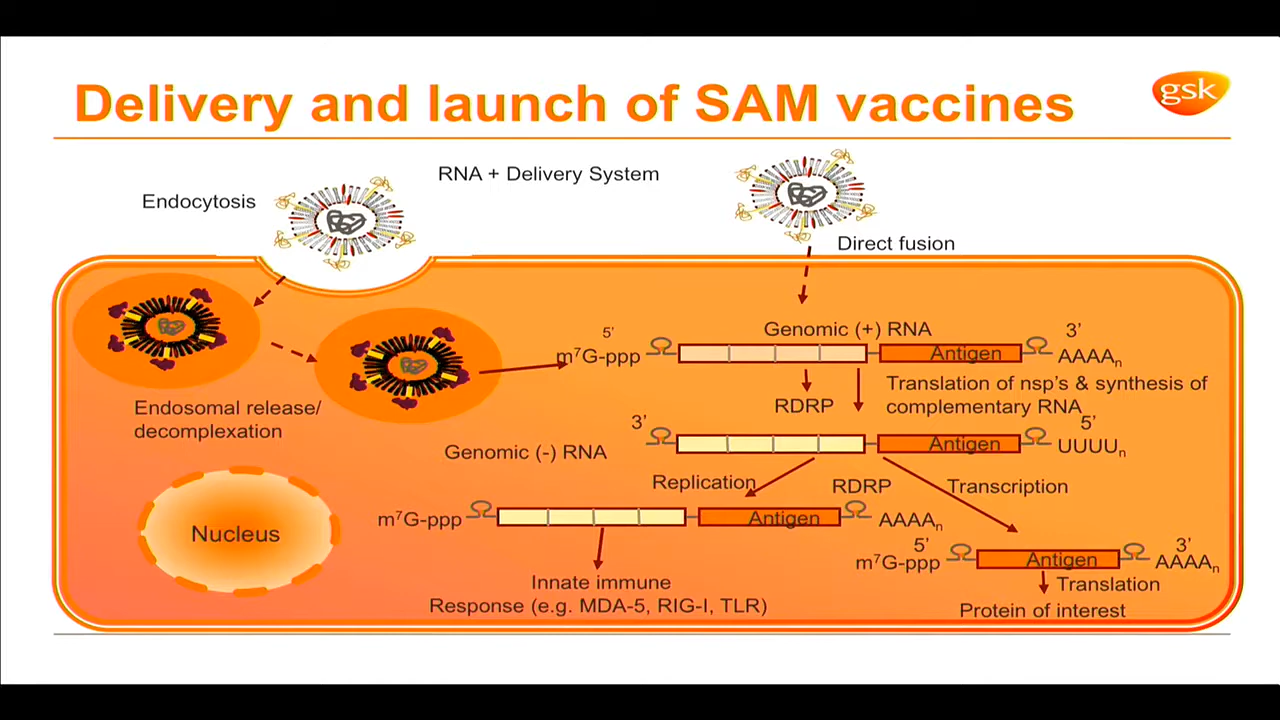 Delivery and launch of SAM vaccines
gsk
RNA + Delivery System
Endocytosis
Direct fusion
Genomic (+) RNA
5’
3’
m⁷G-ppp
Antigen
AAAAₙ
Translation of nsp’s & synthesis of
complementary RNA
RDRP
Endosomal release/
decomplexation
3’
5’
Antigen
UUUUₙ
Genomic (-) RNA
Replication
RDRP
Transcription
m⁷G-ppp
Antigen
AAAAₙ
Nucleus
5’
3’
m⁷G-ppp
Antigen
AAAAₙ
Innate immune
Response (e.g. MDA-5, RIG-I, TLR)
Translation
Protein of interest